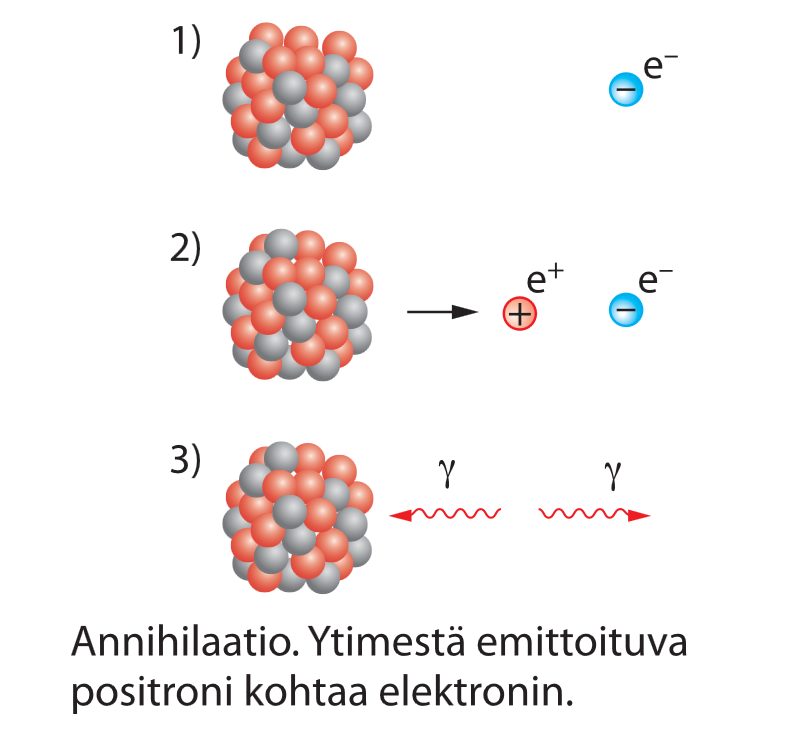 1)
e⁻
−
2)
e⁺
e⁻
+
−
3)
γ
γ
Annihilaatio. Ytimestä emittoituva
positroni kohtaa elektronin.